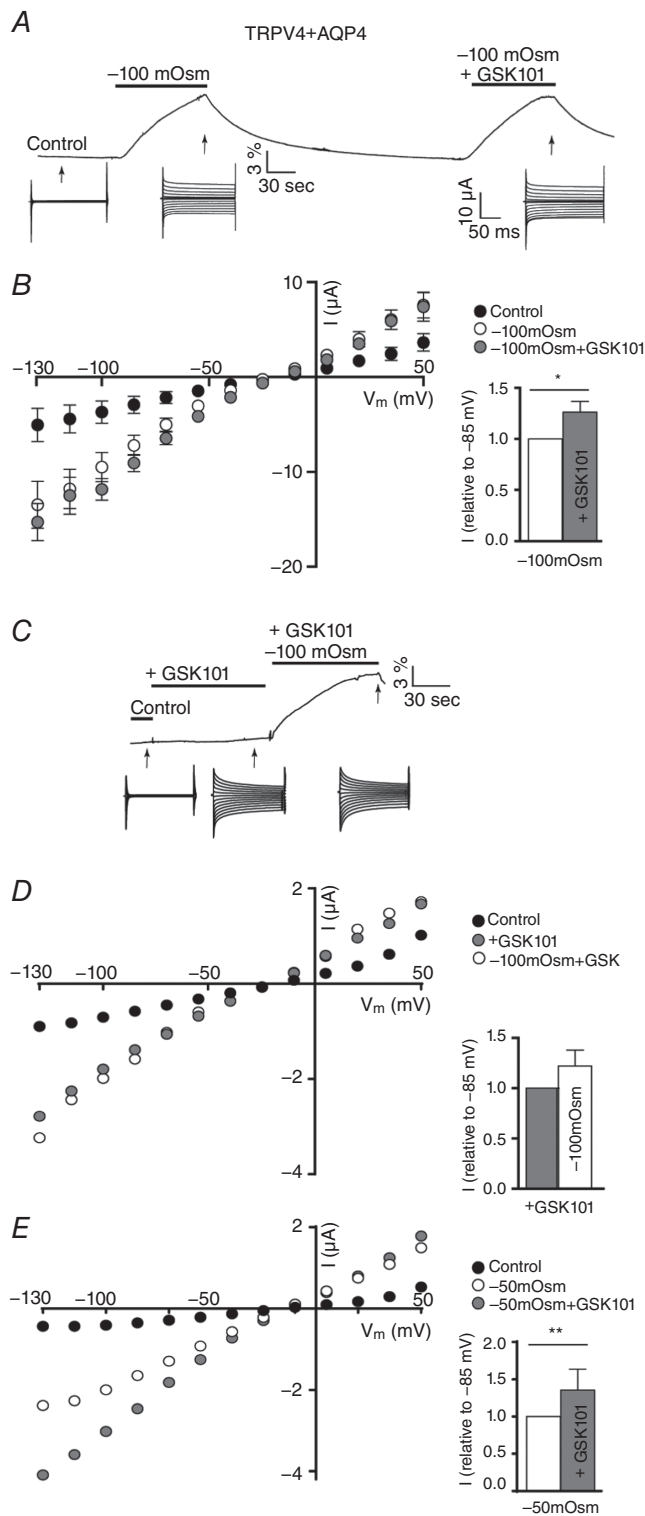 A
TRPV4+AQP4
−100 mOsm
−100 mOsm
+ GSK101
Control
3 %
30 sec
10 µA
50 ms
B
10
I (µA)
−130
−100
−50
50
Vm (mV)
−10
−20
Control
−100mOsm
−100mOsm+GSK101
*
I (relative to −85 mV)
1.5
1.0
0.5
0.0
+ GSK101
−100mOsm
C
+ GSK101
−100 mOsm
+ GSK101
Control
3 %
30 sec
D
2
I (µA)
−130
−100
−50
50
Vm (mV)
−2
−4
Control
+GSK101
−100mOsm+GSK
I (relative to −85 mV)
1.5
1.0
0.5
0.0
−100mOsm
+GSK101
E
2
I (µA)
−130
−100
−50
50
Vm (mV)
−2
−4
Control
−50mOsm
−50mOsm+GSK101
**
I (relative to −85 mV)
2.0
1.5
1.0
0.5
0.0
+ GSK101
−50mOsm